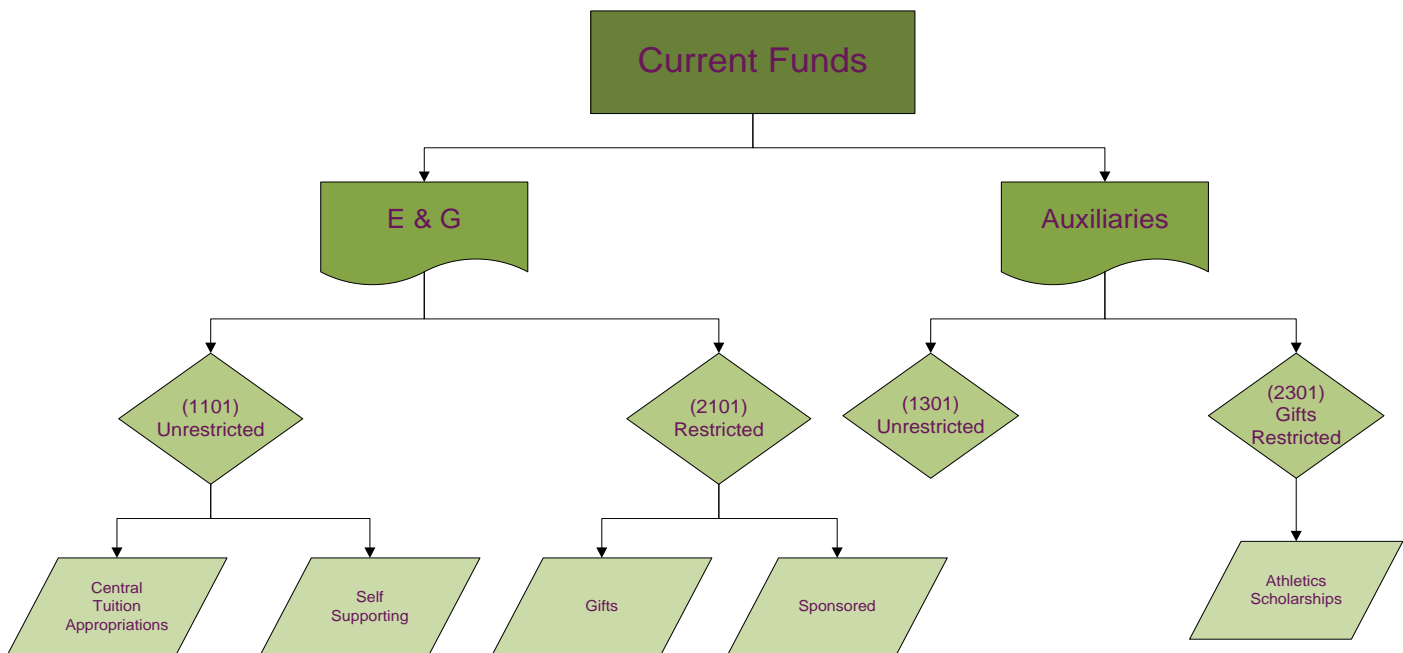 Current Funds
E & G
Auxiliaries
(1101)
Unrestricted
(2101)
Restricted
(1301)
Unrestricted
(2301)
Gifts
Restricted
Central
Tuition
Appropriations
Self
Supporting
Gifts
Sponsored
Athletics
Scholarships